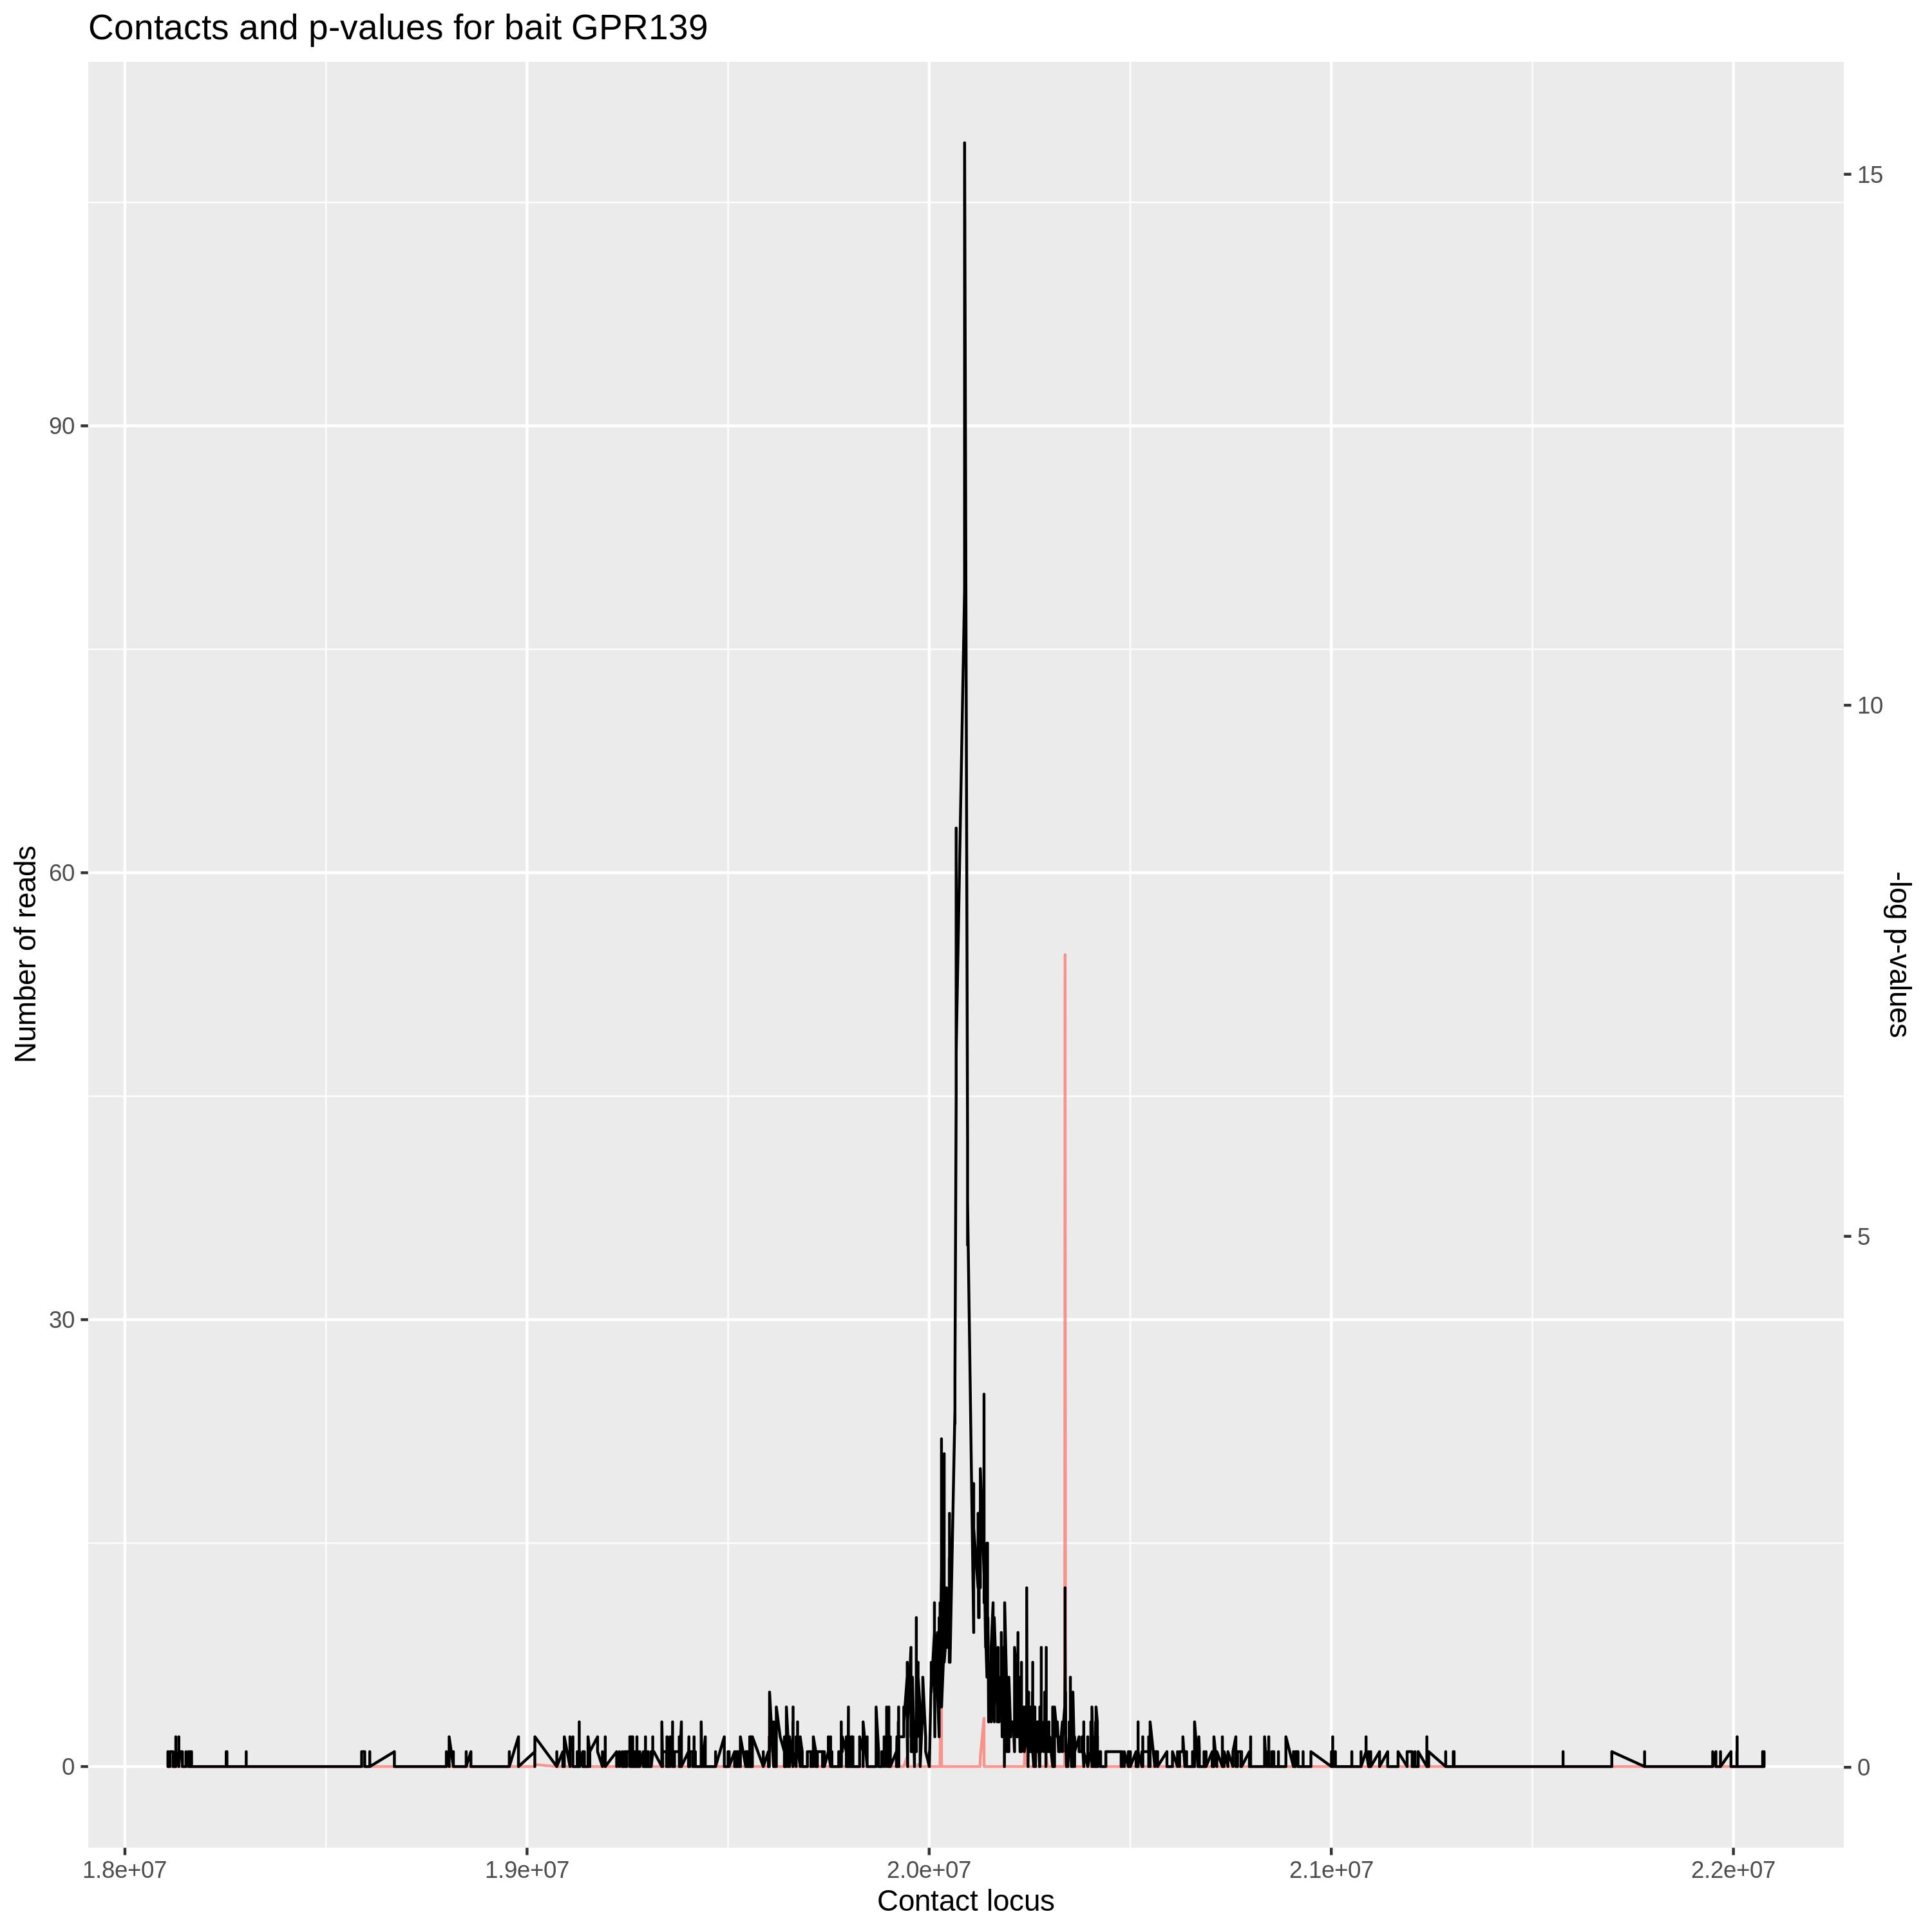 Contacts and p-values for bait GPR139
Number of reads
90
60
30
0
15
10
5
0
-log p-values
1.8e+07 1.9e+07 2.0e+07 2.1e+07 2.2e+07
Contact locus